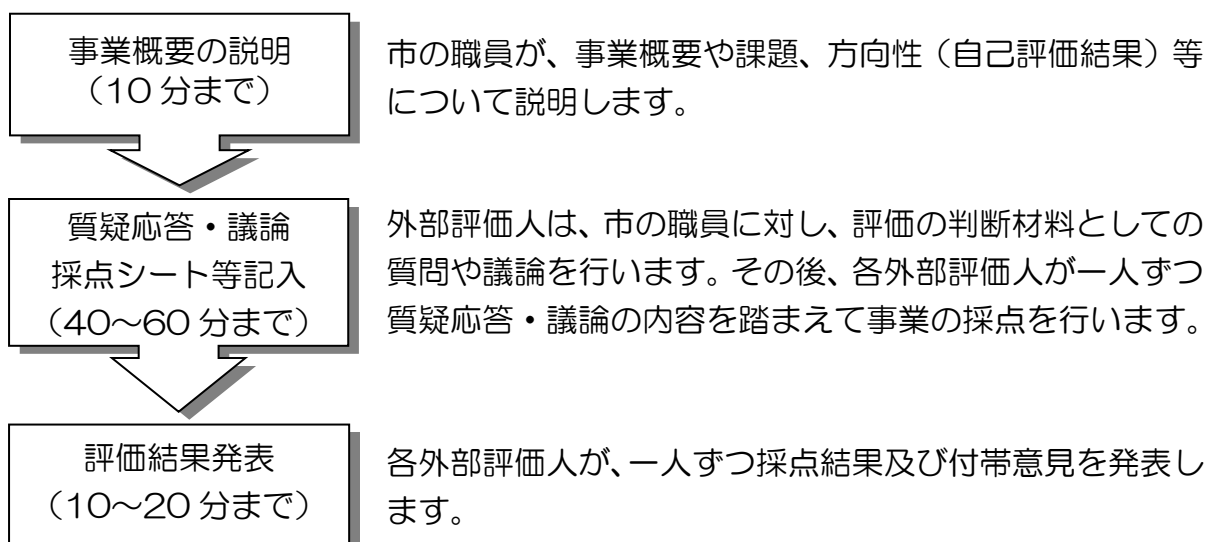 事業概要の説明
（10 分まで）
市の職員が、事業概要や課題、方向性（自己評価結果）等
について説明します。
質疑応答・議論
採点シート等記入
（40～60 分まで）
外部評価人は、市の職員に対し、評価の判断材料としての
質問や議論を行います。その後、各外部評価人が一人ずつ
質疑応答・議論の内容を踏まえて事業の採点を行います。
評価結果発表
（10～20 分まで）
各外部評価人が、一人ずつ採点結果及び付帯意見を発表し
ます。